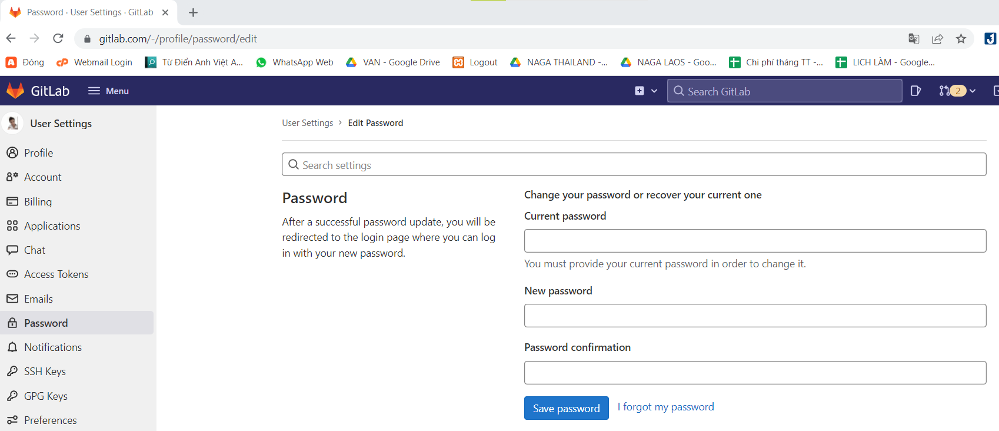 Password · User Settings · GitLab
gitlab.com/-/profile/password/edit
Đóng
Webmail Login
Từ Điển Anh Việt A...
WhatsApp Web
VAN - Google Drive
Logout
NAGA THAILAND -...
NAGA LAOS - Goo...
Chi phí tháng TT -...
LICH LÀM - Google...
GitLab
Menu
Search GitLab
2
User Settings
User Settings › Edit Password
Search settings
Profile
Account
Billing
Applications
Chat
Access Tokens
Emails
Password
Notifications
SSH Keys
GPG Keys
Preferences
Password
After a successful password update, you will be
redirected to the login page where you can log
in with your new password.
Change your password or recover your current one
Current password
You must provide your current password in order to change it.
New password
Password confirmation
Save password
I forgot my password